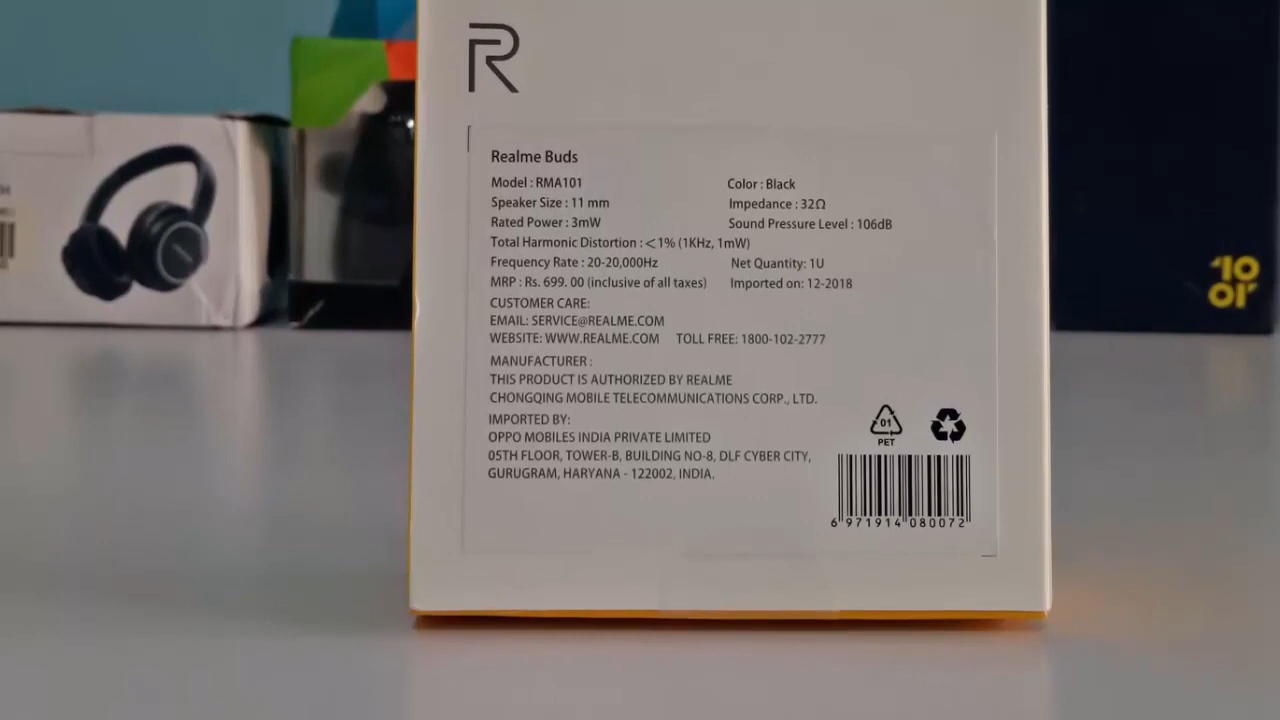 R
Realme Buds
Model : RMA101 Color : Black
Speaker Size : 11 mm Impedance : 32Ω
Rated Power : 3mW Sound Pressure Level : 106dB
Total Harmonic Distortion : <1% (1KHz, 1mW)
Frequency Rate : 20-20,000Hz Net Quantity: 1U
MRP : Rs. 699. 00 (inclusive of all taxes) Imported on: 12-2018
CUSTOMER CARE:
EMAIL: SERVICE@REALME.COM
WEBSITE: WWW.REALME.COM TOLL FREE: 1800-102-2777
MANUFACTURER :
THIS PRODUCT IS AUTHORIZED BY REALME
CHONGQING MOBILE TELECOMMUNICATIONS CORP., LTD.
IMPORTED BY:
OPPO MOBILES INDIA PRIVATE LIMITED
05TH FLOOR, TOWER-B, BUILDING NO-8, DLF CYBER CITY,
GURUGRAM, HARYANA - 122002, INDIA.
01
PET
6 971914 080072
10